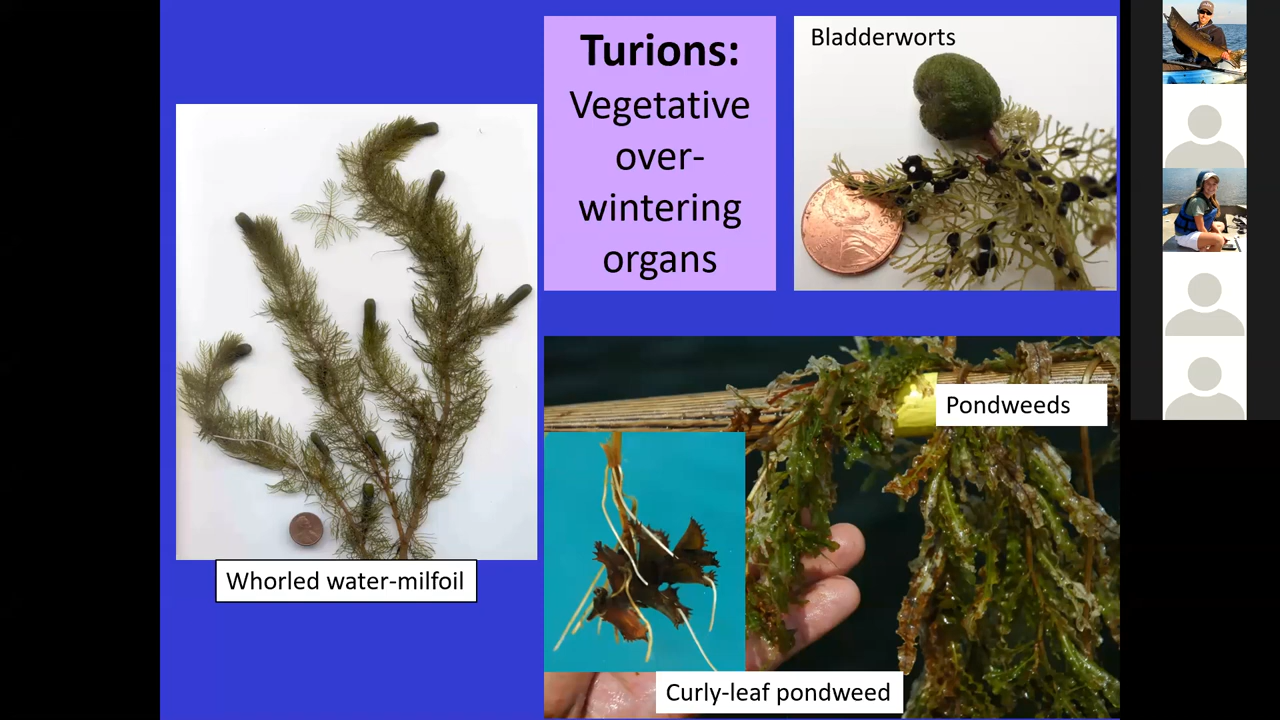 Turions:
Vegetative
over-
wintering
organs
Bladderworts
Whorled water-milfoil
Pondweeds
Curly-leaf pondweed